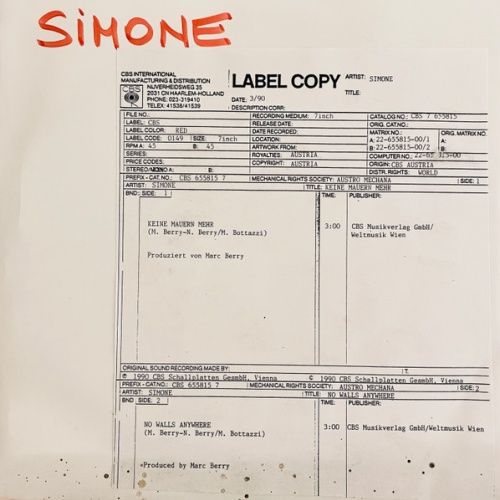 SIMONE
CBS INTERNATIONAL
MANUFACTURING & DISTRIBUTION
NIJVERHEIDSWEG 35
2031 CN HAARLEM-HOLLAND
PHONE: 023-319410
TELEX: 41536/41539
CBS
LABEL COPY
ARTIST: SIMONE
TITLE:
DATE: 3/90
DESCRIPTION CORR:
FILE NO.: RECORDING MEDIUM: 7inch CATALOG NO.: CBS 7 655815
LABEL: CBS RELEASE DATE: ORIG. CAT.NO.:
LABEL COLOR: RED DATE RECORDED: MATRIX NO.: ORIG. MATRIX NO.
LABEL CODE: 0149 SIZE: 7inch LOCATION: A: 22-655815-00/1 A:
RPM A: 45 B: 45 ARTWORK FROM: B: 22-655815-00/2 B:
SERIES: ROYALTIES: AUSTRIA COMPUTER NO.: 22-65 315-00
PRICE CODES: COPYRIGHT: AUSTRIA ORIGIN: CBS AUSTRIA
STEREO/MONO A: B: DISTR. RIGHTS: WORLD
PREFIX - CAT.NO.: CBS 655815 7 MECHANICAL RIGHTS SOCIETY: AUSTRO MECHANA SIDE: 1
ARTIST: SIMONE TITLE: KEINE MAUERN MEHR
BND SIDE: 1 TIME: PUBLISHER:
KEINE MAUERN MEHR 3:00 CBS Musikverlag GmbH/
(M. Berry-N. Berry/M. Bottazzi) Weltmusik Wien
Produziert von Marc Berry
ORIGINAL SOUND RECORDING MADE BY: T.
℗ 1990 CBS Schallplatten GesmbH, Vienna © 1990 CBS Schallplatten GesmbH, Vienna
PREFIX - CAT.NO.: CBS 655815 7 MECHANICAL RIGHTS SOCIETY: AUSTRO MECHANA SIDE: 2
ARTIST: SIMONE TITLE: NO WALLS ANYWHERE
BND SIDE: 2 TIME: PUBLISHER:
NO WALLS ANYWHERE 3:00 CBS Musikverlag GmbH/Weltmusik Wien
(M. Berry-N. Berry/M. Bottazzi)
Produced by Marc Berry